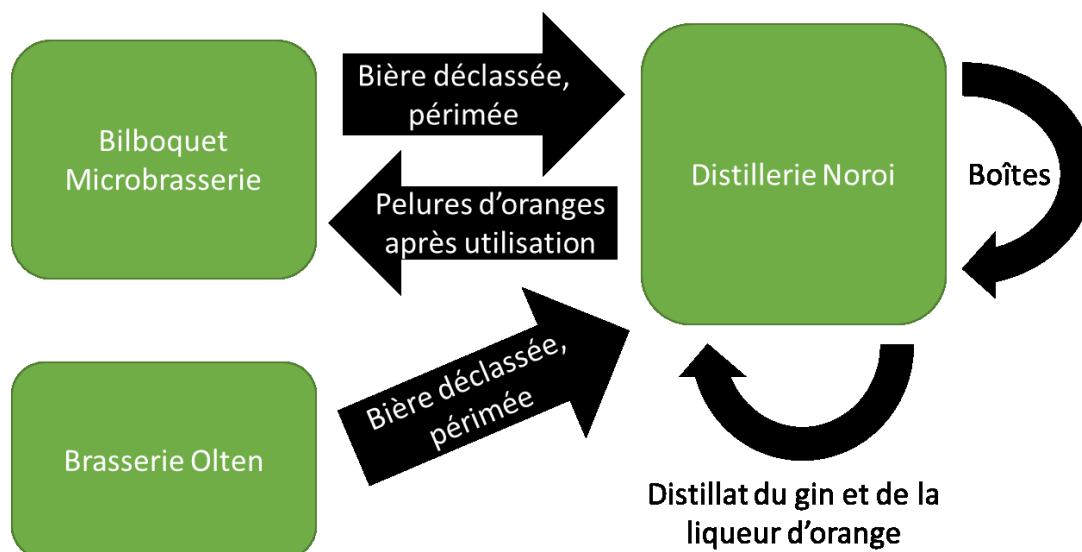 Bilboquet
Microbrasserie
Bière déclassée,
périmée
Pelures d'oranges
après utilisation
Distillerie Noroi
Boîtes
Brasserie Olten
Bière déclassée,
périmée
Distillat du gin et de la
liqueur d'orange